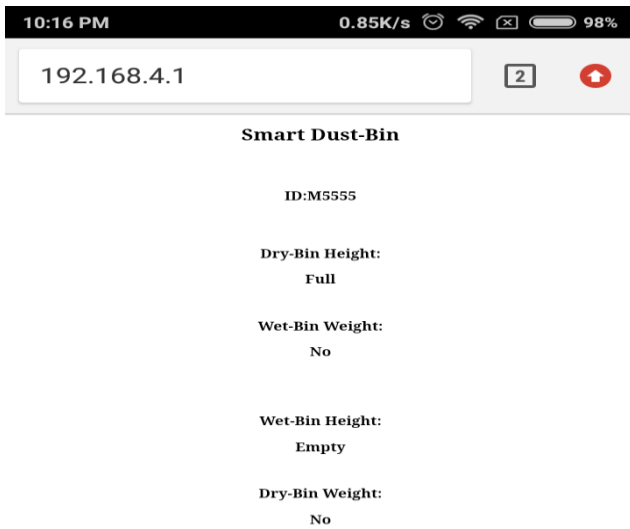 10:16 PM 0.85K/s 98%
192.168.4.1 2
Smart Dust-Bin
ID:M5555
Dry-Bin Height:
Full
Wet-Bin Weight:
No
Wet-Bin Height:
Empty
Dry-Bin Weight:
No